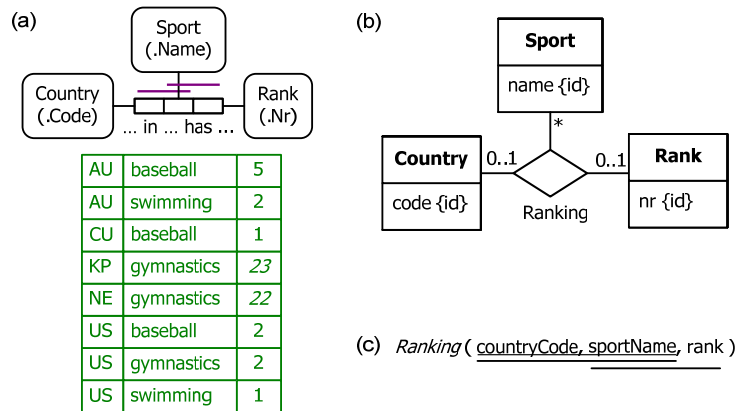 (a)
Sport
(.Name)
Country
(.Code)
Rank
(.Nr)
... in ... has ...
AU baseball 5
AU swimming 2
CU baseball 1
KP gymnastics 23
NE gymnastics 22
US baseball 2
US gymnastics 2
US swimming 1
(b)
Sport
name {id}
*
Country
code {id}
0..1
0..1
Rank
nr {id}
Ranking
(c) Ranking ( countryCode, sportName, rank )